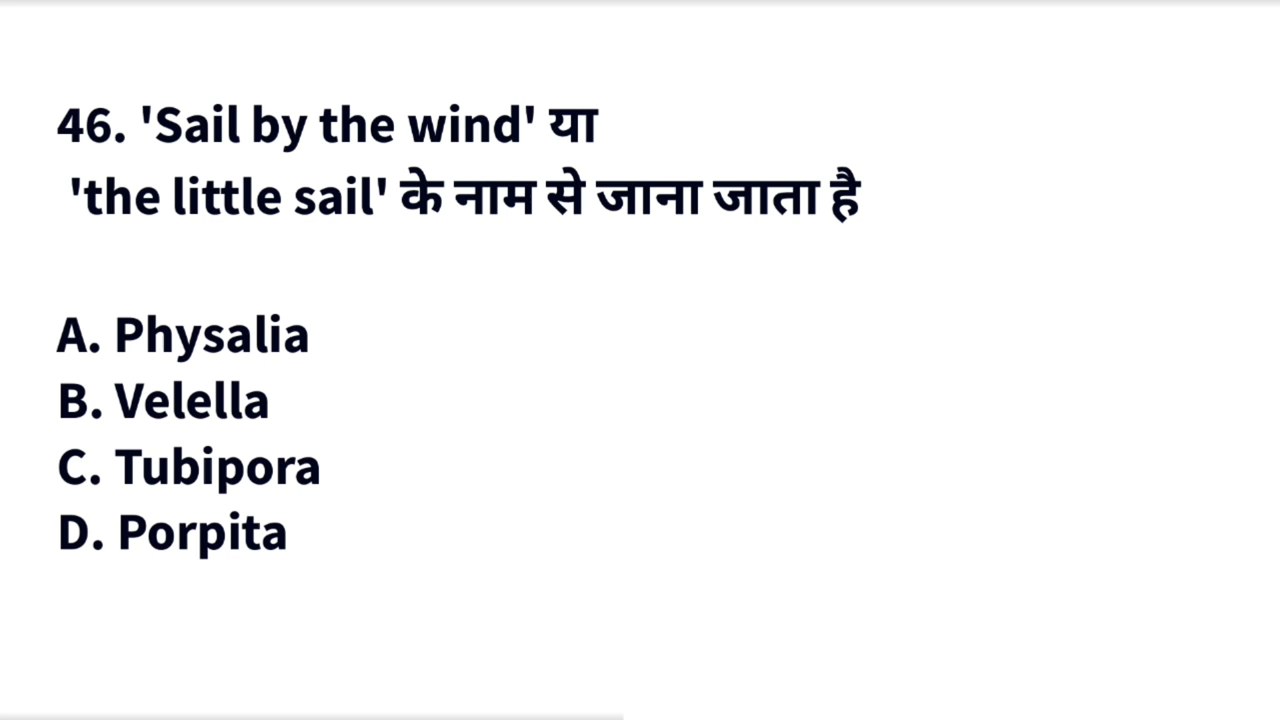 46. 'Sail by the wind' या
'the little sail' के नाम से जाना जाता है
A. Physalia
B. Velella
C. Tubipora
D. Porpita